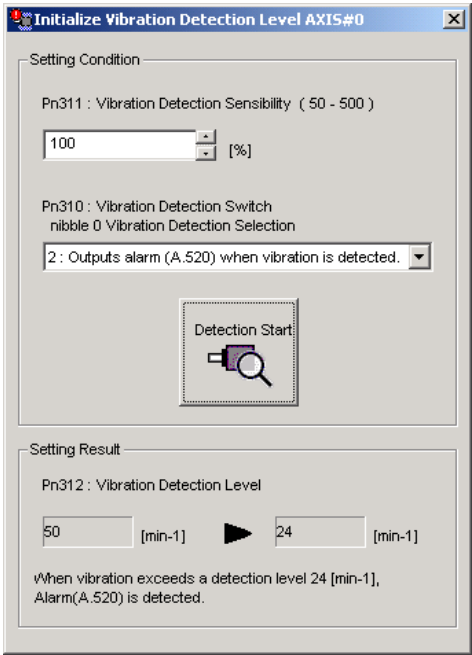 Initialize Vibration Detection Level AXIS#0
Setting Condition
Pn311 : Vibration Detection Sensibility ( 50 - 500 )
100
[%]
Pn310 : Vibration Detection Switch
nibble 0 Vibration Detection Selection
2 : Outputs alarm (A.520) when vibration is detected.
Detection Start
Setting Result
Pn312 : Vibration Detection Level
50 [min-1] 24 [min-1]
When vibration exceeds a detection level 24 [min-1],
Alarm(A.520) is detected.